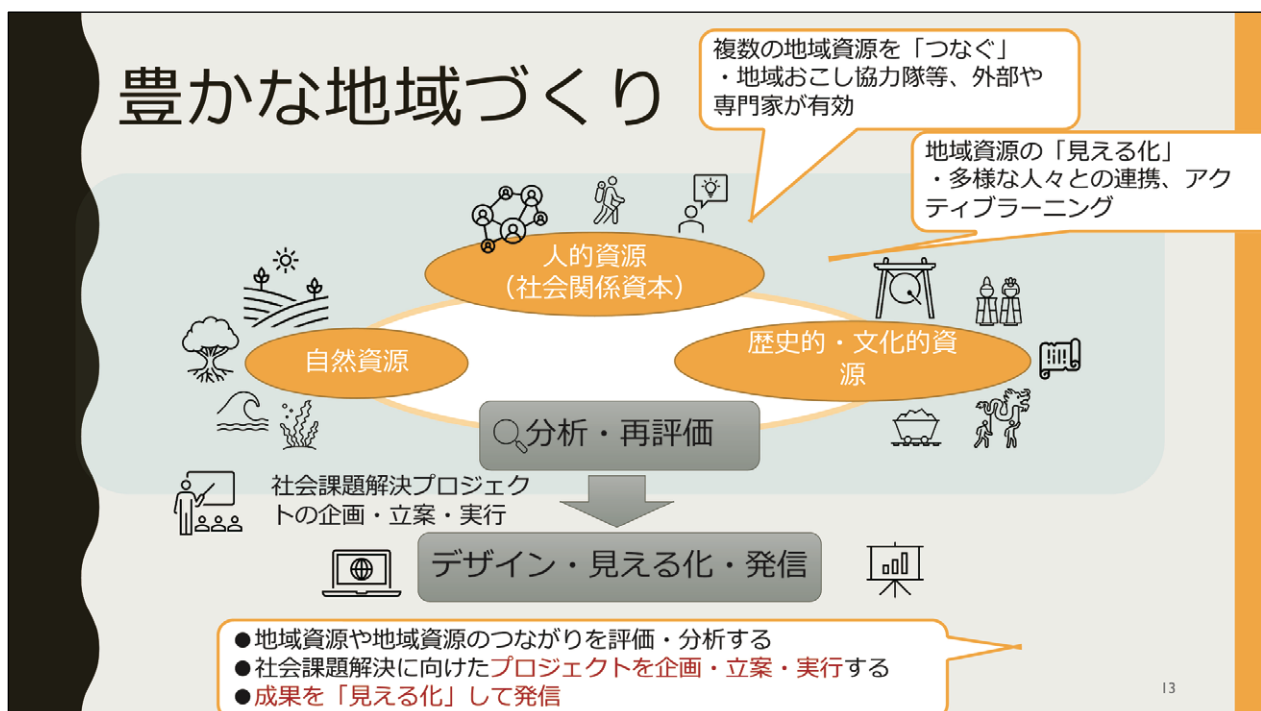 豊かな地域づくり
複数の地域資源を「つなぐ」
・地域おこし協力隊等、外部や
専門家が有効
地域資源の「見える化」
・多様な人々との連携、アク
ティブラーニング
人的資源
（社会関係資本）
自然資源
歴史的・文化的資
源
分析・再評価
社会課題解決プロジェク
トの企画・立案・実行
デザイン・見える化・発信
●地域資源や地域資源のつながりを評価・分析する
●社会課題解決に向けたプロジェクトを企画・立案・実行する
●成果を「見える化」して発信
13